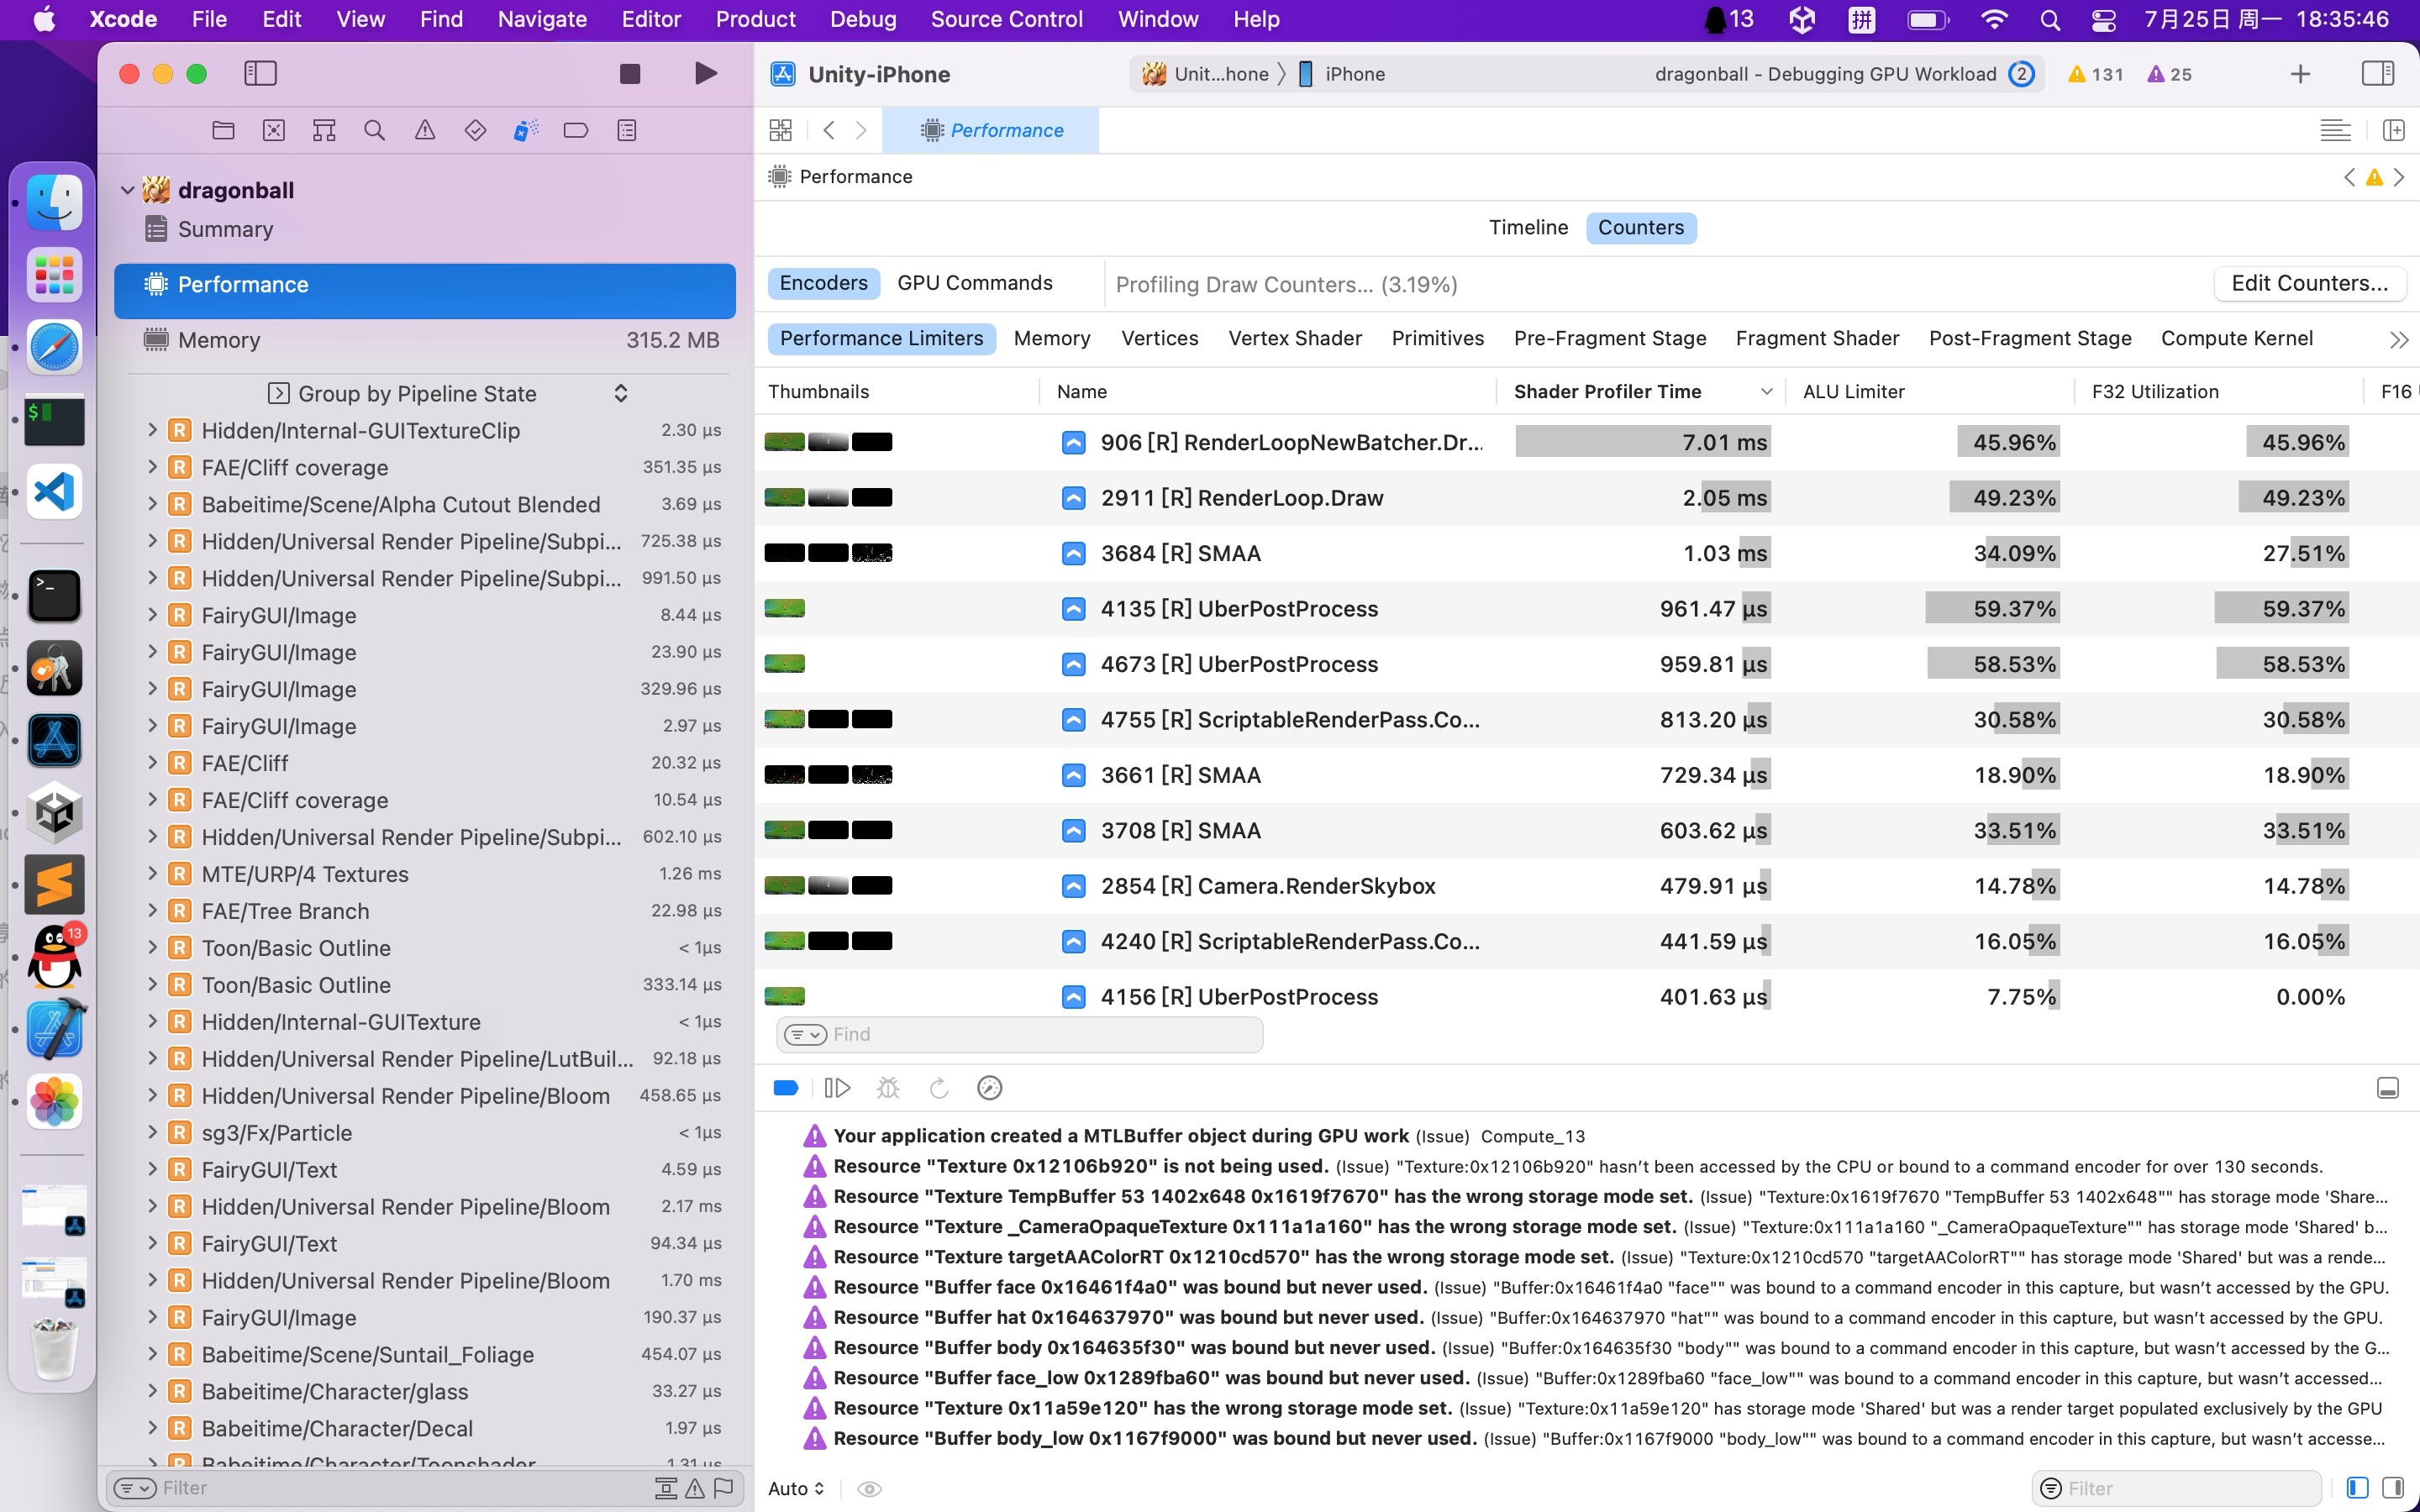 Xcode File Edit View Find Navigate Editor Product Debug Source Control Window Help 13 拼 7月25日 周一 18:35:46
Unity-iPhone Unit...hone 〉 iPhone dragonball - Debugging GPU Workload 2 131 25
Performance
dragonball
Summary
Performance
Memory 315.2 MB
Group by Pipeline State
R Hidden/Internal-GUITextureClip 2.30 µs
R FAE/Cliff coverage 351.35 µs
R Babeitime/Scene/Alpha Cutout Blended 3.69 µs
R Hidden/Universal Render Pipeline/Subpi... 725.38 µs
R Hidden/Universal Render Pipeline/Subpi... 991.50 µs
R FairyGUI/Image 8.44 µs
R FairyGUI/Image 23.90 µs
R FairyGUI/Image 329.96 µs
R FairyGUI/Image 2.97 µs
R FAE/Cliff 20.32 µs
R FAE/Cliff coverage 10.54 µs
R Hidden/Universal Render Pipeline/Subpi... 602.10 µs
R MTE/URP/4 Textures 1.26 ms
R FAE/Tree Branch 22.98 µs
R Toon/Basic Outline < 1µs
R Toon/Basic Outline 333.14 µs
R Hidden/Internal-GUITexture < 1µs
R Hidden/Universal Render Pipeline/LutBuil... 92.18 µs
R Hidden/Universal Render Pipeline/Bloom 458.65 µs
R sg3/Fx/Particle < 1µs
R FairyGUI/Text 4.59 µs
R Hidden/Universal Render Pipeline/Bloom 2.17 ms
R FairyGUI/Text 94.34 µs
R Hidden/Universal Render Pipeline/Bloom 1.70 ms
R FairyGUI/Image 190.37 µs
R Babeitime/Scene/Suntail_Foliage 454.07 µs
R Babeitime/Character/glass 33.27 µs
R Babeitime/Character/Decal 1.97 µs
Babeitime/Character/Toonshader 1.31 µs
Filter
13
Performance
Timeline Counters
Encoders GPU Commands Profiling Draw Counters... (3.19%) Edit Counters...
Performance Limiters Memory Vertices Vertex Shader Primitives Pre-Fragment Stage Fragment Shader Post-Fragment Stage Compute Kernel
Thumbnails Name Shader Profiler Time ALU Limiter F32 Utilization F16
906 [R] RenderLoopNewBatcher.Dr... 7.01 ms 45.96% 45.96%
2911 [R] RenderLoop.Draw 2.05 ms 49.23% 49.23%
3684 [R] SMAA 1.03 ms 34.09% 27.51%
4135 [R] UberPostProcess 961.47 µs 59.37% 59.37%
4673 [R] UberPostProcess 959.81 µs 58.53% 58.53%
4755 [R] ScriptableRenderPass.Co... 813.20 µs 30.58% 30.58%
3661 [R] SMAA 729.34 µs 18.90% 18.90%
3708 [R] SMAA 603.62 µs 33.51% 33.51%
2854 [R] Camera.RenderSkybox 479.91 µs 14.78% 14.78%
4240 [R] ScriptableRenderPass.Co... 441.59 µs 16.05% 16.05%
4156 [R] UberPostProcess 401.63 µs 7.75% 0.00%
Find
Your application created a MTLBuffer object during GPU work (Issue) Compute_13
Resource "Texture 0x12106b920" is not being used. (Issue) "Texture:0x12106b920" hasn't been accessed by the CPU or bound to a command encoder for over 130 seconds.
Resource "Texture TempBuffer 53 1402x648 0x1619f7670" has the wrong storage mode set. (Issue) "Texture:0x1619f7670 "TempBuffer 53 1402x648"" has storage mode 'Share...
Resource "Texture _CameraOpaqueTexture 0x111a1a160" has the wrong storage mode set. (Issue) "Texture:0x111a1a160 "_CameraOpaqueTexture"" has storage mode 'Shared' b...
Resource "Texture targetAAColorRT 0x1210cd570" has the wrong storage mode set. (Issue) "Texture:0x1210cd570 "targetAAColorRT"" has storage mode 'Shared' but was a rende...
Resource "Buffer face 0x16461f4a0" was bound but never used. (Issue) "Buffer:0x16461f4a0 "face"" was bound to a command encoder in this capture, but wasn't accessed by the GPU.
Resource "Buffer hat 0x164637970" was bound but never used. (Issue) "Buffer:0x164637970 "hat"" was bound to a command encoder in this capture, but wasn't accessed by the GPU.
Resource "Buffer body 0x164635f30" was bound but never used. (Issue) "Buffer:0x164635f30 "body"" was bound to a command encoder in this capture, but wasn't accessed by the G...
Resource "Buffer face_low 0x1289fba60" was bound but never used. (Issue) "Buffer:0x1289fba60 "face_low"" was bound to a command encoder in this capture, but wasn't accessed...
Resource "Texture 0x11a59e120" has the wrong storage mode set. (Issue) "Texture:0x11a59e120" has storage mode 'Shared' but was a render target populated exclusively by the GPU
Resource "Buffer body_low 0x1167f9000" was bound but never used. (Issue) "Buffer:0x1167f9000 "body_low"" was bound to a command encoder in this capture, but wasn't accesse...
Auto Filter